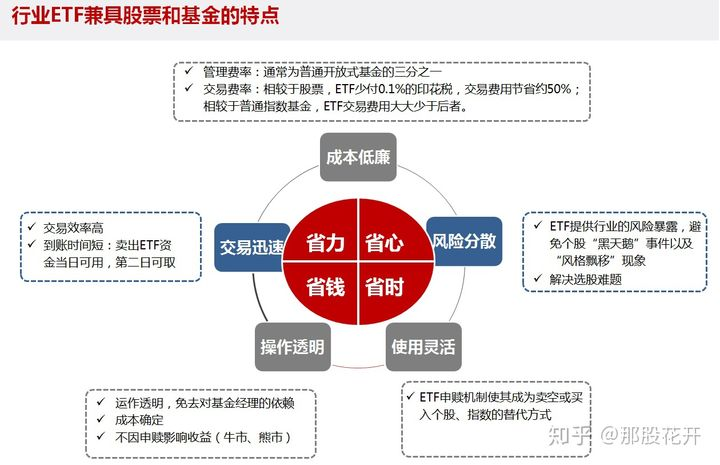 行业ETF兼具股票和基金的特点
管理费率：通常为普通开放式基金的三分之一
交易费率：相较于股票，ETF少付0.1%的印花税，交易费用节省约50%；
相较于普通指数基金，ETF交易费用大大少于后者。
成本低廉
交易效率高
到账时间短：卖出ETF资
金当日可用，第二日可取
交易迅速
省力
省心
省钱
省时
风险分散
ETF提供行业的风险暴露，避
免个股“黑天鹅”事件以及
“风格飘移”现象
解决选股难题
操作透明
使用灵活
运作透明，免去对基金经理的依赖
成本确定
不因申赎影响收益（牛市、熊市）
ETF申赎机制使其成为卖空或买
入个股、指数的替代方式
知乎 @那股花开